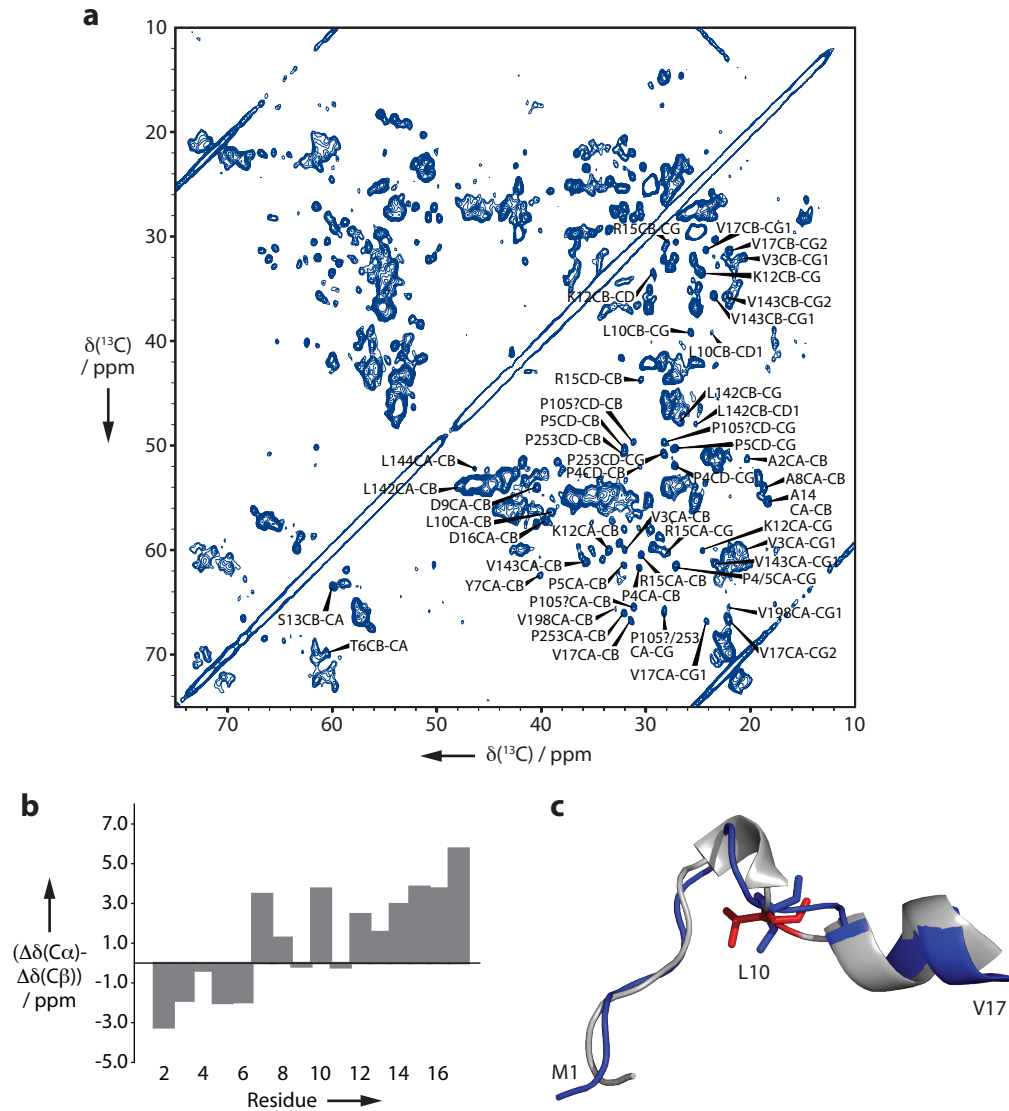 a
10
20
30
40
50
60
70
δ(¹³C)
/ ppm
R15CB-CG
V17CB-CG1
V17CB-CG2
V3CB-CG1
K12CB-CG
K12CB-CD
V143CB-CG2
V143CB-CG1
L10CB-CG
L10CB-CD1
R15CD-CB
L142CB-CG
P105?CD-CB
L142CB-CD1
P5CD-CB
P105?CD-CG
P253CD-CB
P5CD-CG
L144CA-CB
P253CD-CG
A2CA-CB
P4CD-CB
P4CD-CG
A8CA-CB
L142CA-CB
A14
CA-CB
D9CA-CB
V3CA-CB
L10CA-CB
K12CA-CB
R15CA-CG
K12CA-CG
D16CA-CB
V3CA-CG1
V143CA-CB
V143CA-CG1
Y7CA-CB
P5CA-CB
R15CA-CB
P4/5CA-CG
P4CA-CB
P105?CA-CB
S13CB-CA
V198CA-CB
V198CA-CG1
P253CA-CB
P105?/253
CA-CG
T6CB-CA
V17CA-CB
V17CA-CG2
V17CA-CG1
70 60 50 40 30 20 10
δ(¹³C) / ppm
b
7.0
5.0
3.0
1.0
-1.0
-3.0
-5.0
(Δδ(Cα)-
Δδ(Cβ))
/ ppm
2 4 6 8 10 12 14 16
Residue
c
L10
V17
M1